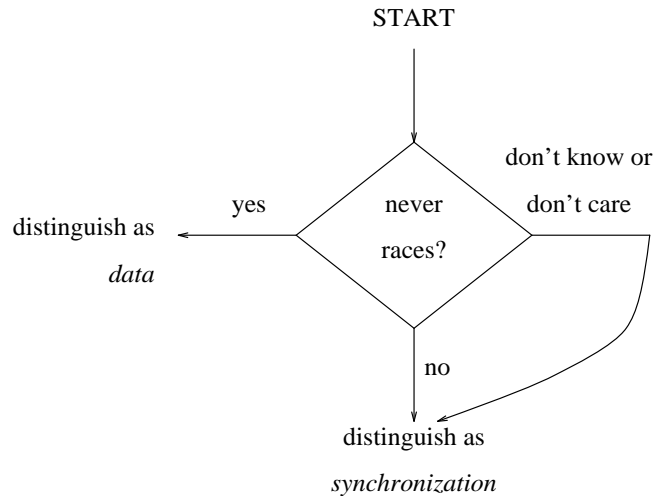 START
don't know or
don't care
yes
never
races?
distinguish as
data
no
distinguish as
synchronization